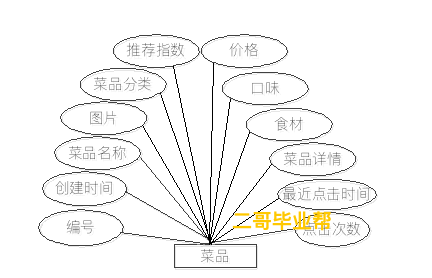 推荐指数
价格
菜品分类
口味
图片
食材
菜品名称
菜品详情
创建时间
最近点击时间
二哥毕业帮
编号
点击次数
菜品